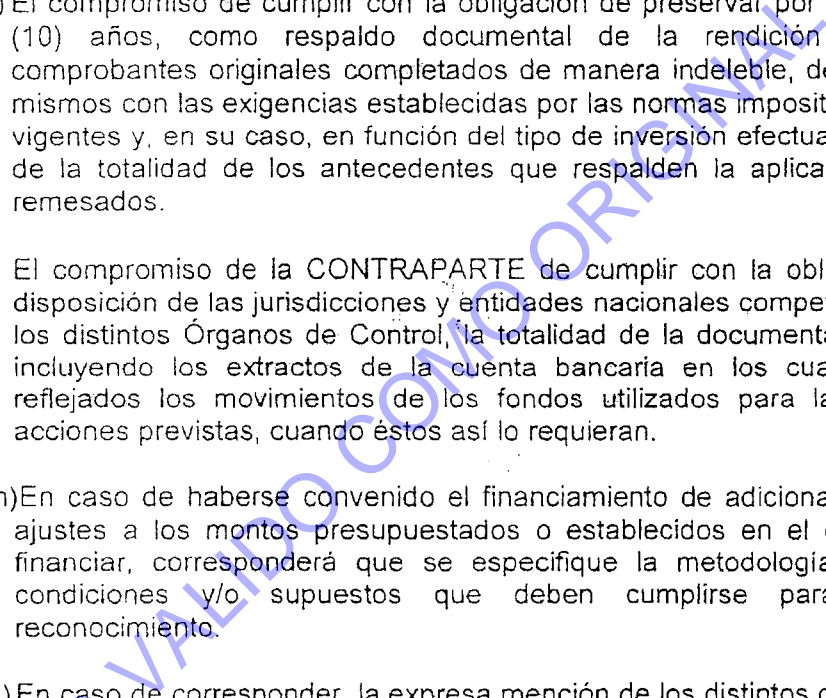 ) El compromiso de cumplir con la obligación de preservar por
(10) años, como respaldo documental de la rendición
comprobantes originales completados de manera indeleble, de
mismos con las exigencias establecidas por las normas imposit
vigentes y, en su caso, en función del tipo de inversión efectua
de la totalidad de los antecedentes que respalden la aplica
remesados.
El compromiso de la CONTRAPARTE de cumplir con la obl
disposición de las jurisdicciones y entidades nacionales compe
los distintos Órganos de Control, la totalidad de la documenta
incluyendo los extractos de la cuenta bancaria en los cua
reflejados los movimientos de los fondos utilizados para la
acciones previstas, cuando éstos así lo requieran.
)En caso de haberse convenido el financiamiento de adiciona
ajustes a los montos presupuestados o establecidos en el
financiar, corresponderá que se especifique la metodología
condiciones y/o supuestos que deben cumplirse para
reconocimiento.
)En caso de corresponder, la expresa mención de los distintos
VALIDO COMO ORIGINAL